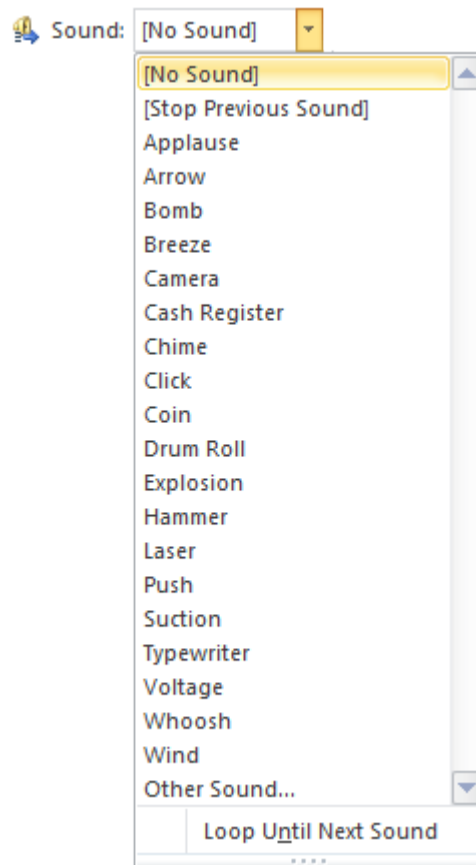 Sound: [No Sound]
[No Sound]
[Stop Previous Sound]
Applause
Arrow
Bomb
Breeze
Camera
Cash Register
Chime
Click
Coin
Drum Roll
Explosion
Hammer
Laser
Push
Suction
Typewriter
Voltage
Whoosh
Wind
Other Sound...
Loop Until Next Sound